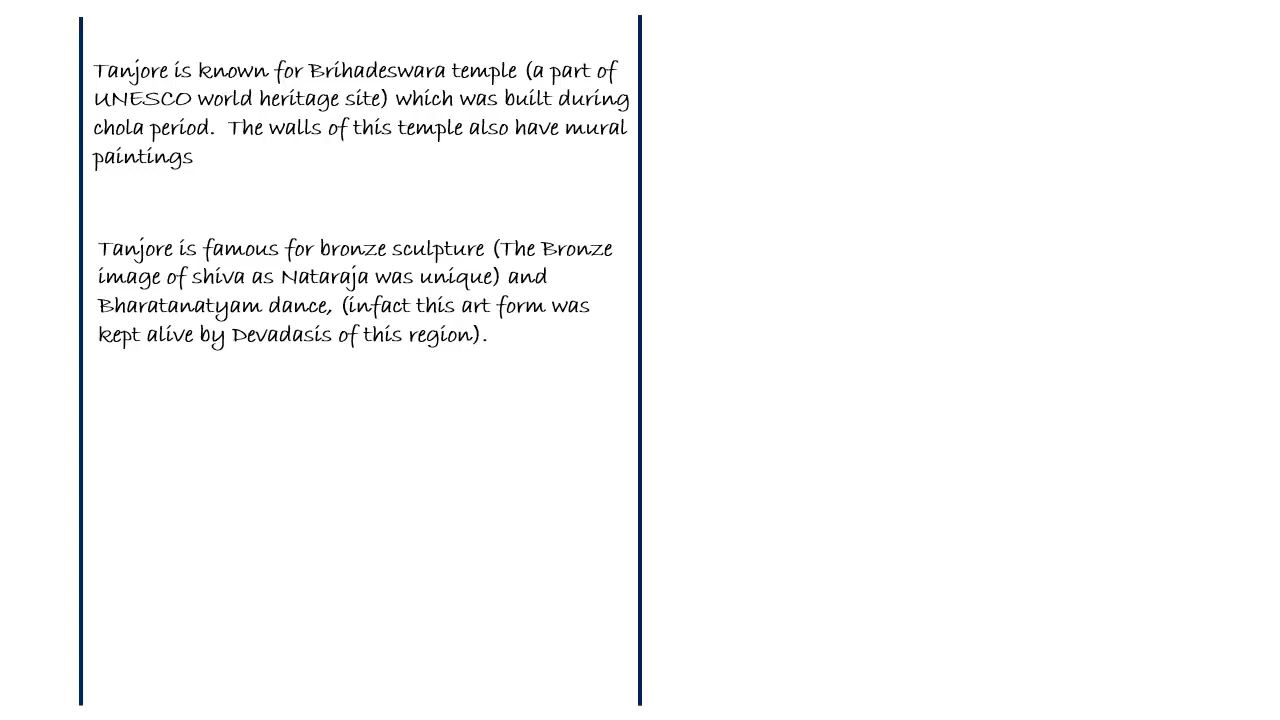 Tanjore is known for Brihadeswara temple (a part of
UNESCO world heritage site) which was built during
chola period.  The walls of this temple also have mural
paintings
Tanjore is famous for bronze sculpture (The Bronze
image of shiva as Nataraja was unique) and
Bharatanatyam dance, (infact this art form was
kept alive by Devadasis of this region).